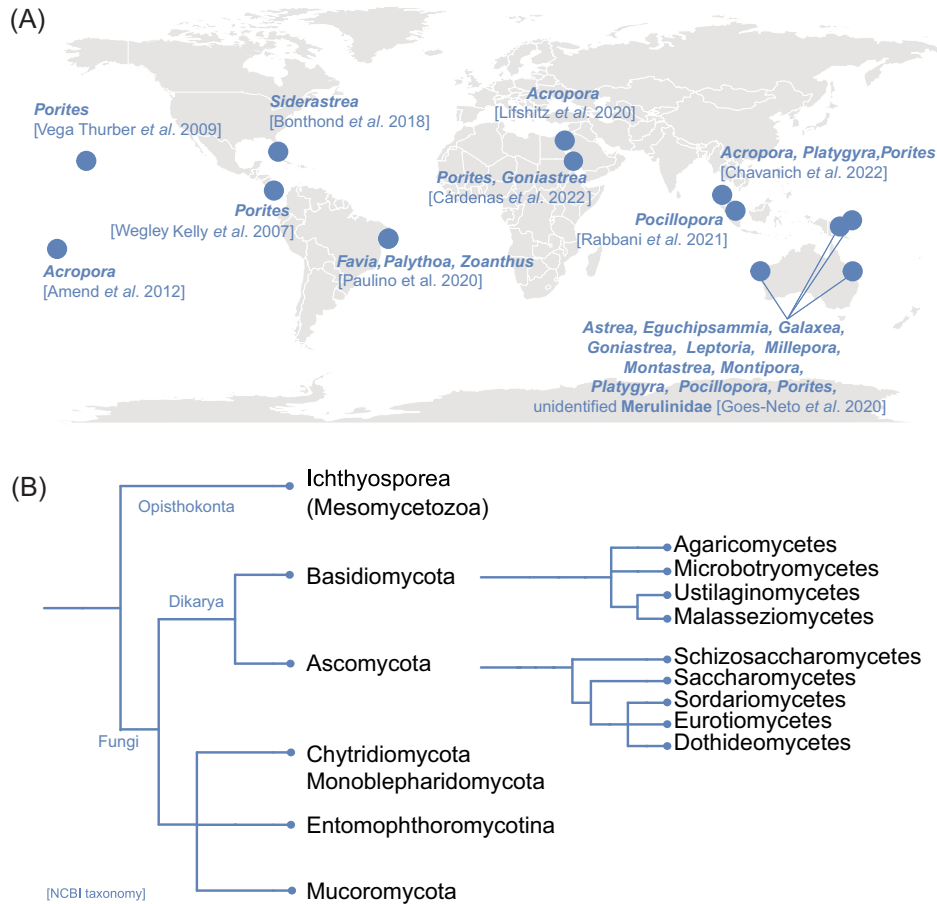 (A)
Porites
[Vega Thurber et al. 2009]
Siderastrea
[Bonthond et al. 2018]
Acropora
[Lifshitz et al. 2020]
Acropora, Platygyra,Porites
[Chavanich et al. 2022]
Porites, Goniastrea
[Cárdenas et al. 2022]
Porites
[Wegley Kelly et al. 2007]
Pocillopora
[Rabbani et al. 2021]
Acropora
[Amend et al. 2012]
Favia, Palythoa, Zoanthus
[Paulino et al. 2020]
Astrea, Eguchipsammia, Galaxea,
Goniastrea, Leptoria, Millepora,
Montastrea, Montipora,
Platygyra, Pocillopora, Porites,
unidentified Merulinidae [Goes-Neto et al. 2020]
(B)
Opisthokonta
Ichthyosporea
(Mesomycetozoa)
Dikarya
Basidiomycota
Agaricomycetes
Microbotryomycetes
Ustilaginomycetes
Malasseziomycetes
Ascomycota
Schizosaccharomycetes
Saccharomycetes
Sordariomycetes
Eurotiomycetes
Dothideomycetes
Fungi
Chytridiomycota
Monoblepharidomycota
Entomophthoromycotina
Mucoromycota
[NCBI taxonomy]